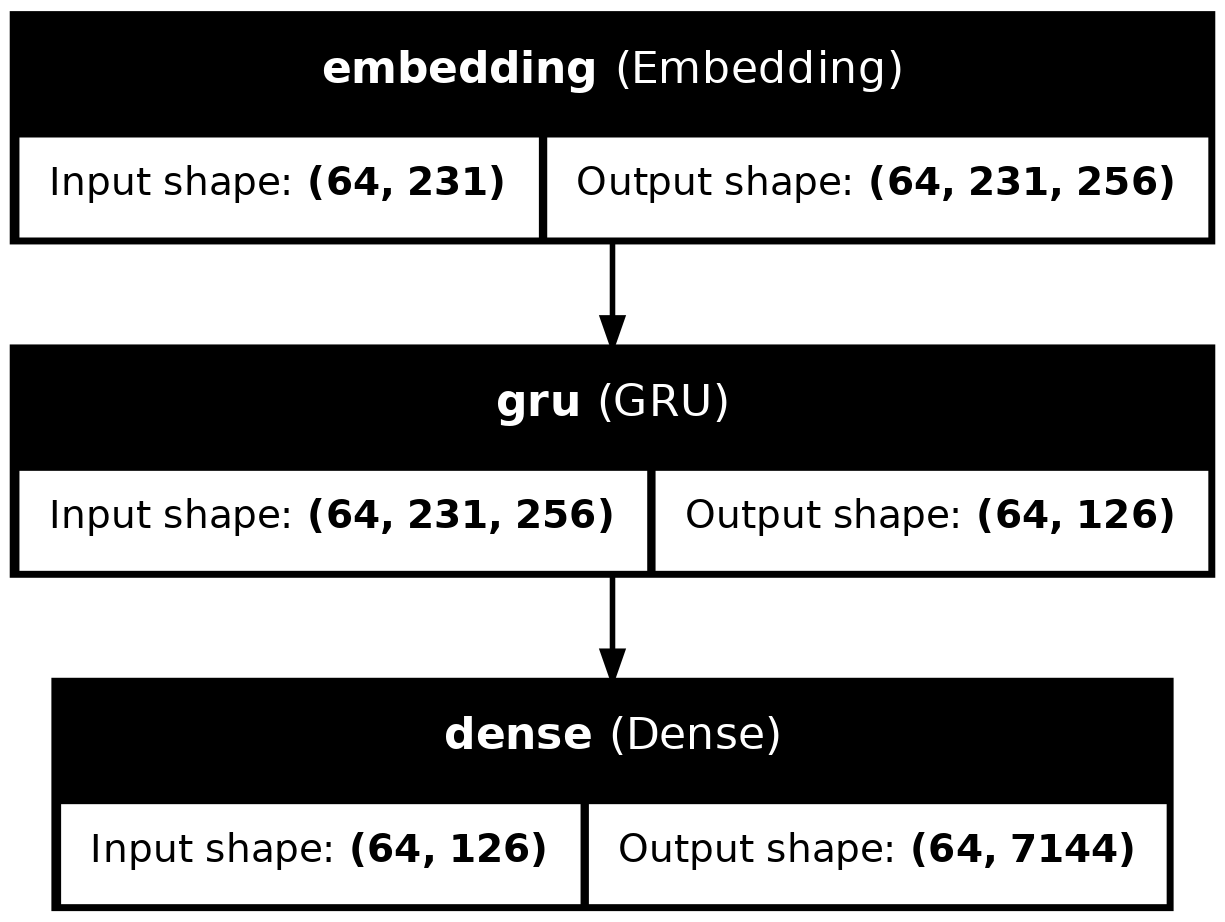 embedding (Embedding)
Input shape: (64, 231) Output shape: (64, 231, 256)
gru (GRU)
Input shape: (64, 231, 256) Output shape: (64, 126)
dense (Dense)
Input shape: (64, 126) Output shape: (64, 7144)